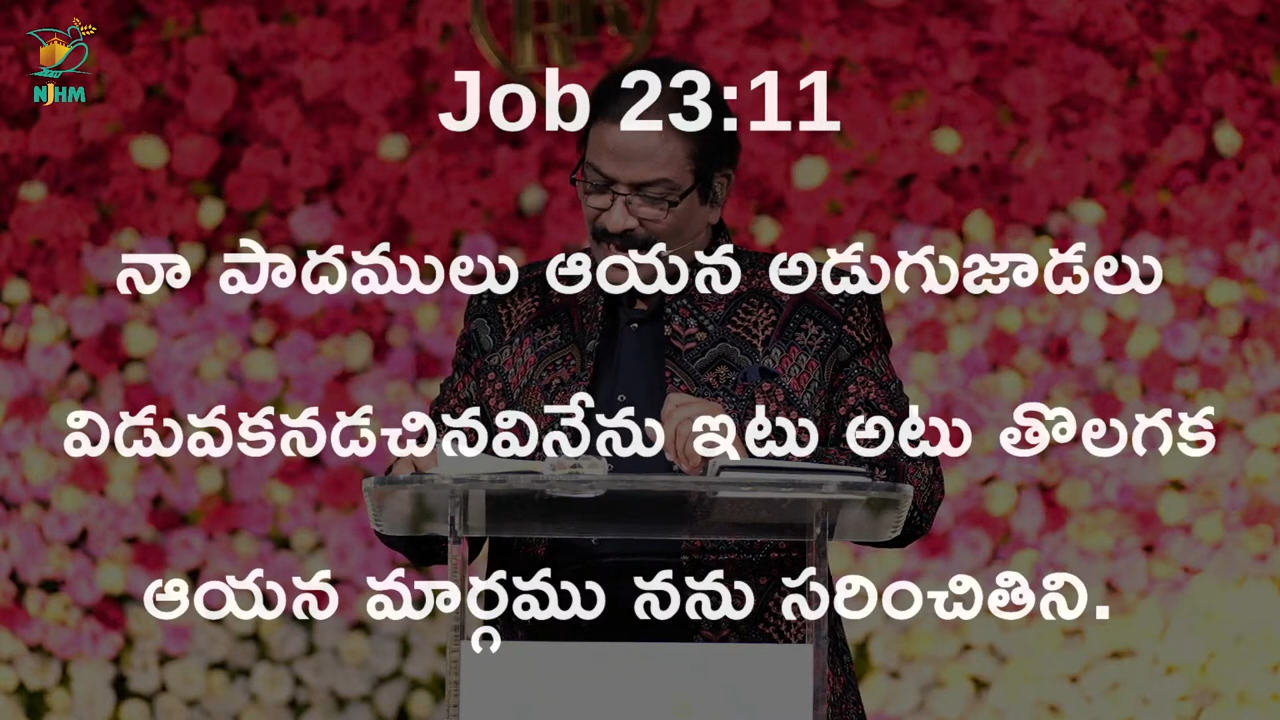 NJHM
Job 23:11
నా పాదములు ఆయన అడుగుజాడలు
విడువకనడచినవినేను ఇటు అటు తొలగక
ఆయన మార్గము నను సరించితిని.